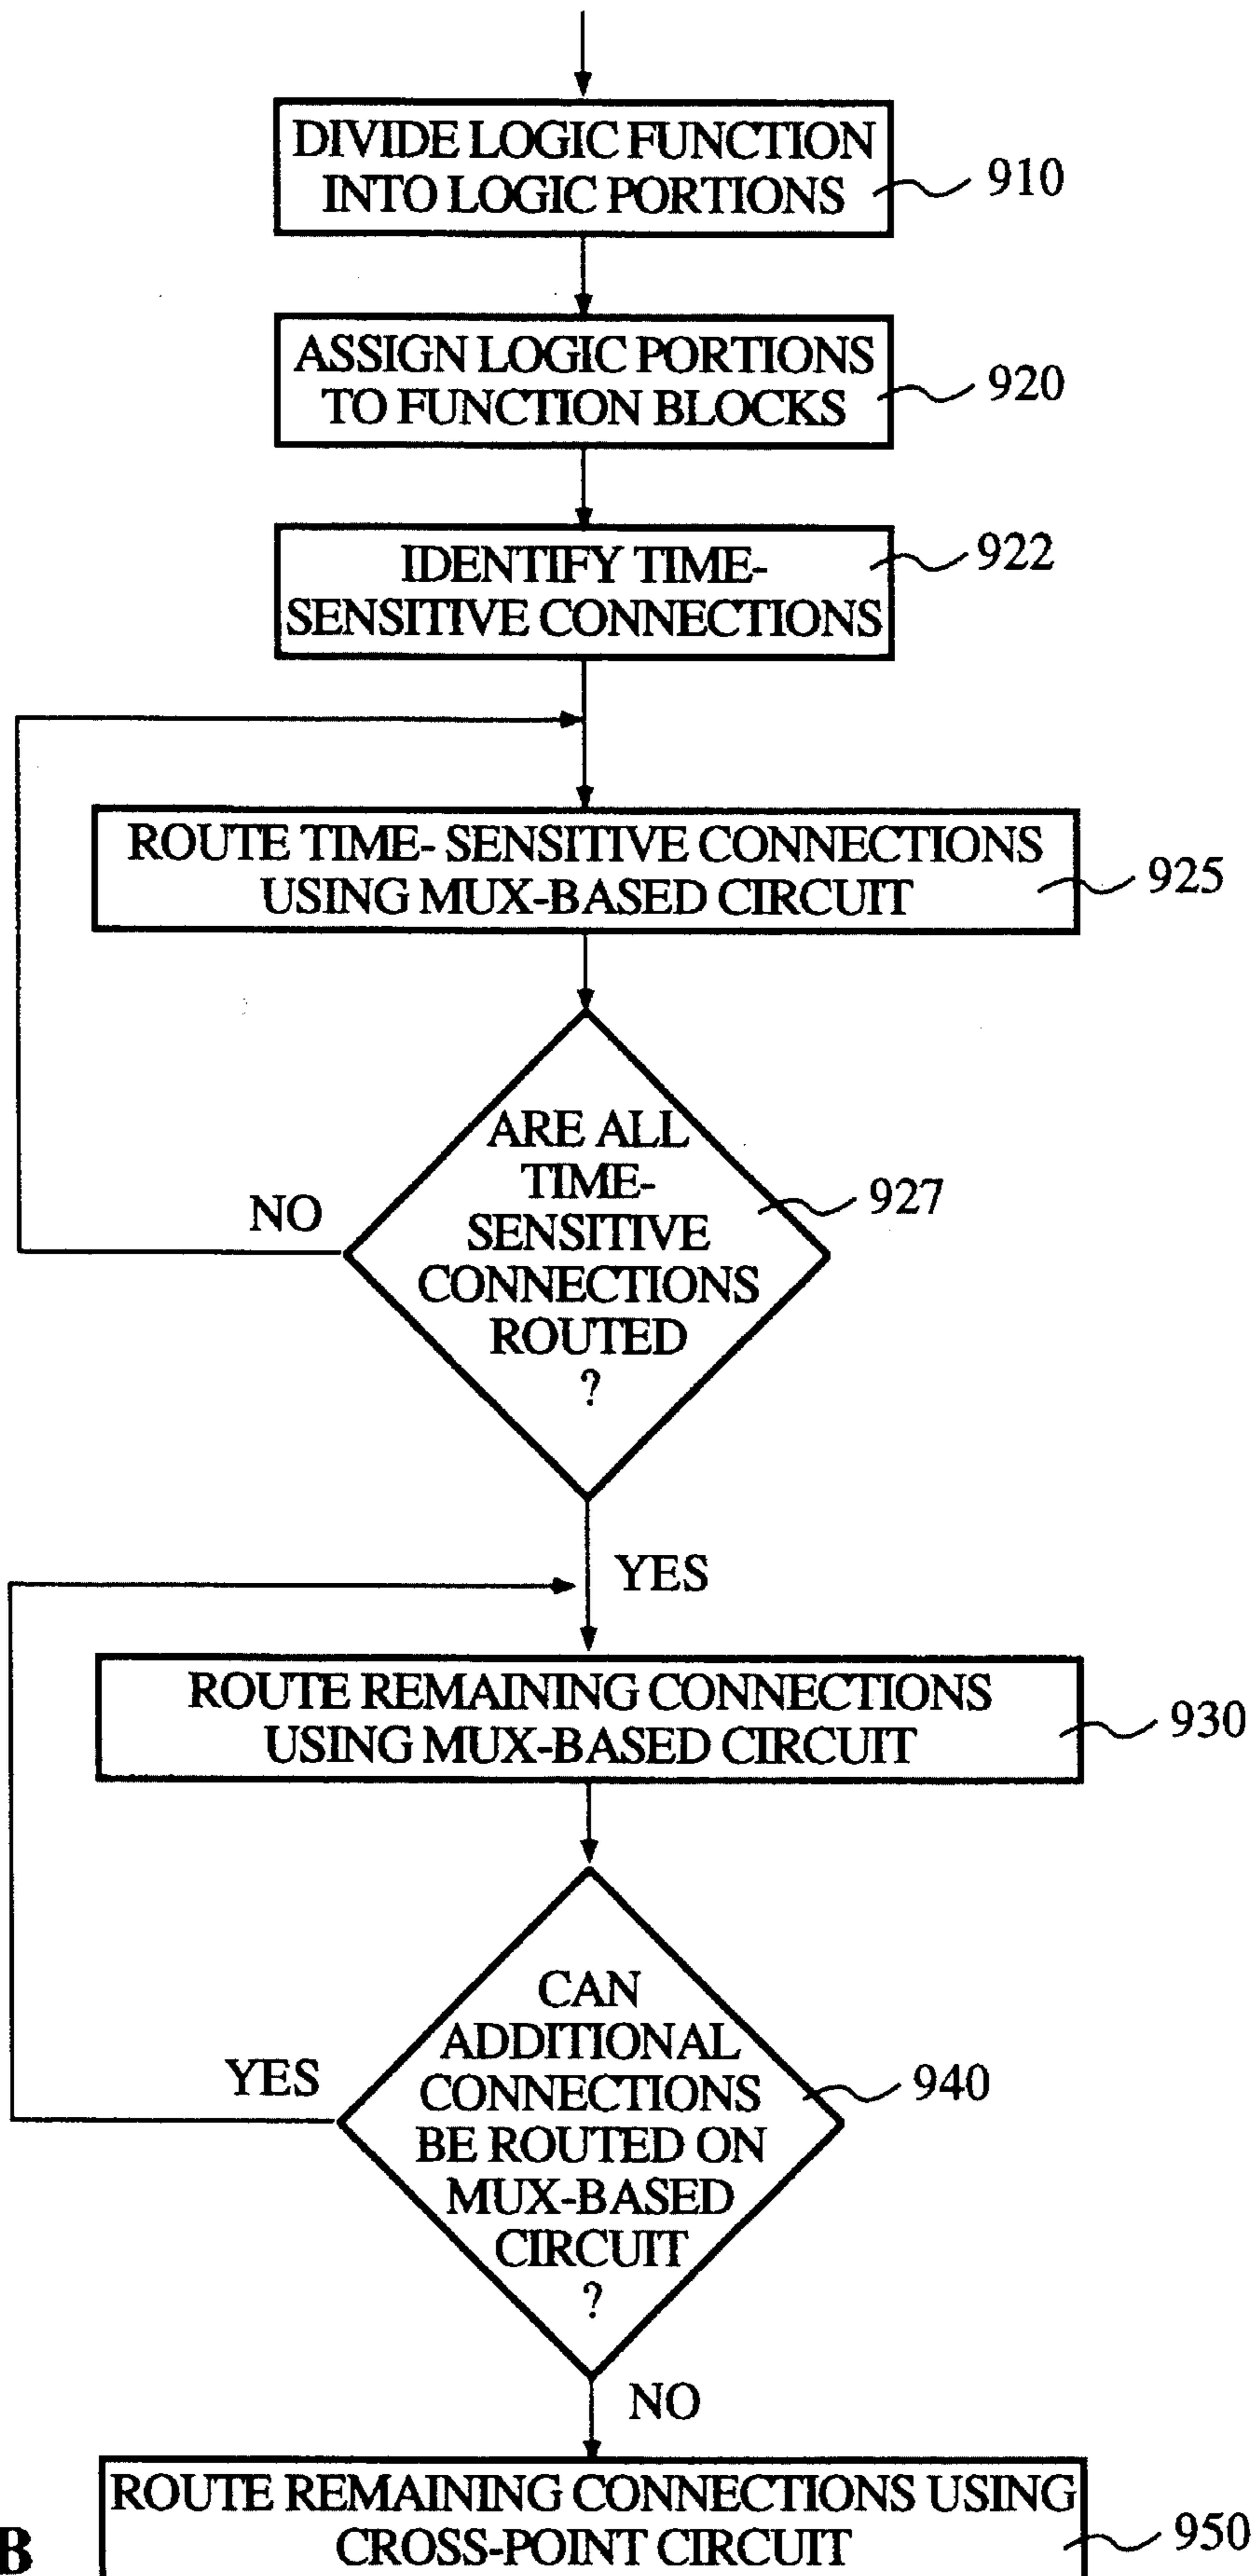 DIVIDE LOGIC FUNCTION
INTO LOGIC PORTIONS
910
ASSIGN LOGIC PORTIONS
TO FUNCTION BLOCKS
920
IDENTIFY TIME-
SENSITIVE CONNECTIONS
922
ROUTE TIME- SENSITIVE CONNECTIONS
USING MUX-BASED CIRCUIT
925
ARE ALL
TIME-
SENSITIVE
CONNECTIONS
ROUTED
?
927
NO
YES
ROUTE REMAINING CONNECTIONS
USING MUX-BASED CIRCUIT
930
CAN
ADDITIONAL
CONNECTIONS
BE ROUTED ON
MUX-BASED
CIRCUIT
?
940
YES
NO
ROUTE REMAINING CONNECTIONS USING
CROSS-POINT CIRCUIT
950
B